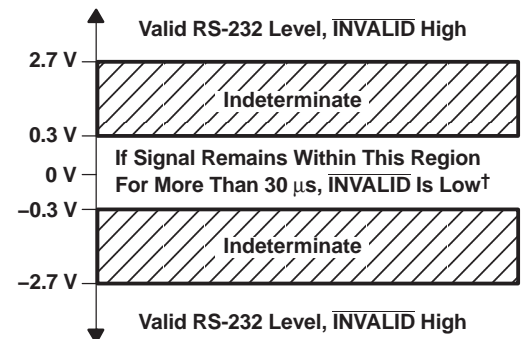 Valid RS-232 Level, INVALID High
2.7 V
Indeterminate
0.3 V
If Signal Remains Within This Region
0 V
For More Than 30 µs, INVALID Is Low†
–0.3 V
Indeterminate
–2.7 V
Valid RS-232 Level, INVALID High